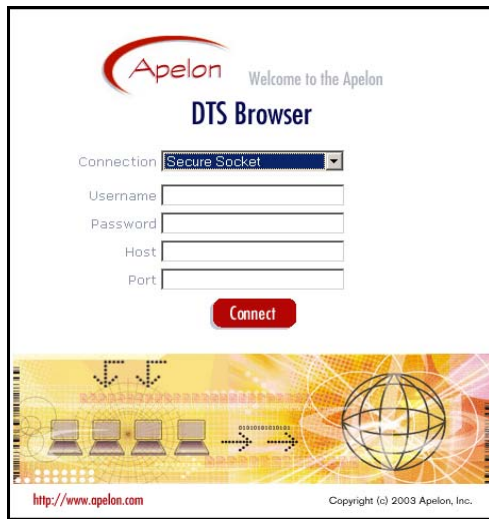 Apelon
Welcome to the Apelon
DTS Browser
Connection Secure Socket
Username
Password
Host
Port
Connect
010101010101
http://www.apelon.com
Copyright (c) 2003 Apelon, Inc.